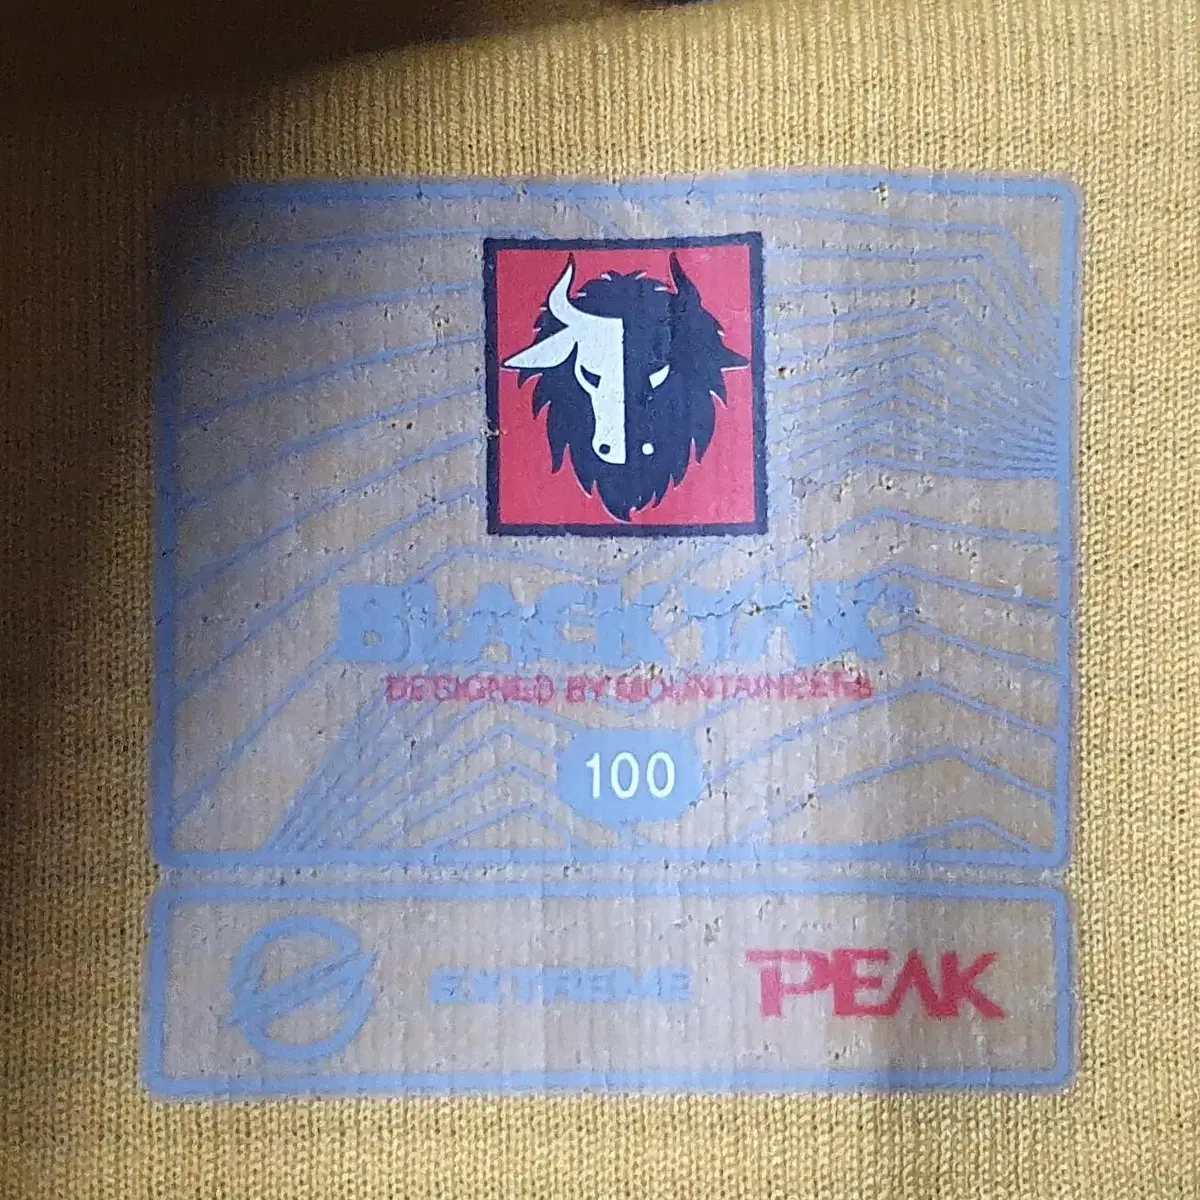 BLACKYAK®
DESIGNED BY MOUNTAINEERS
100
EXTREME PEAK